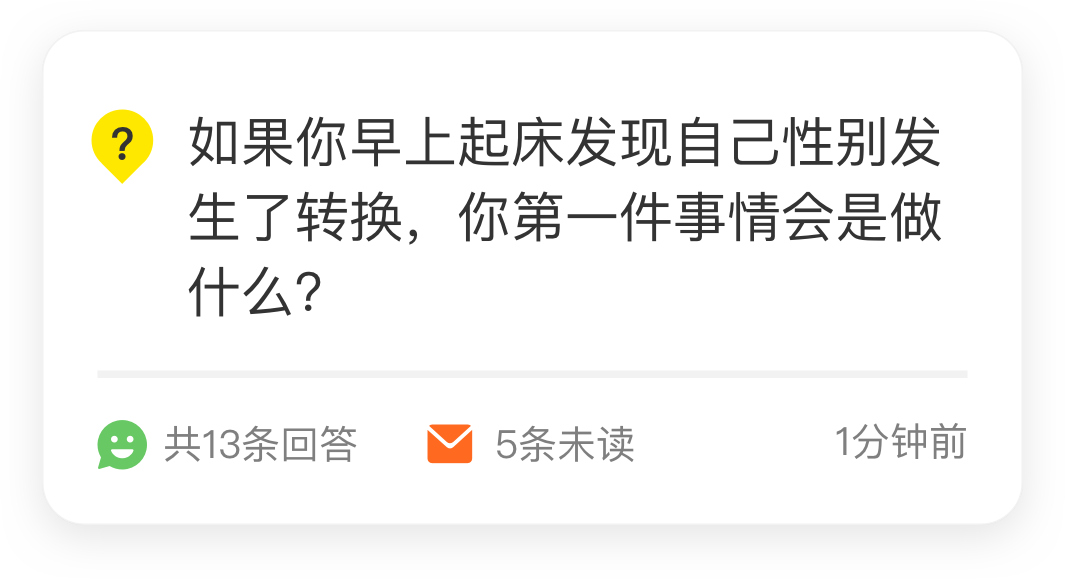 ?
如果你早上起床发现自己性别发
生了转换，你第一件事情会是做
什么?
共13条回答 5条未读 1分钟前